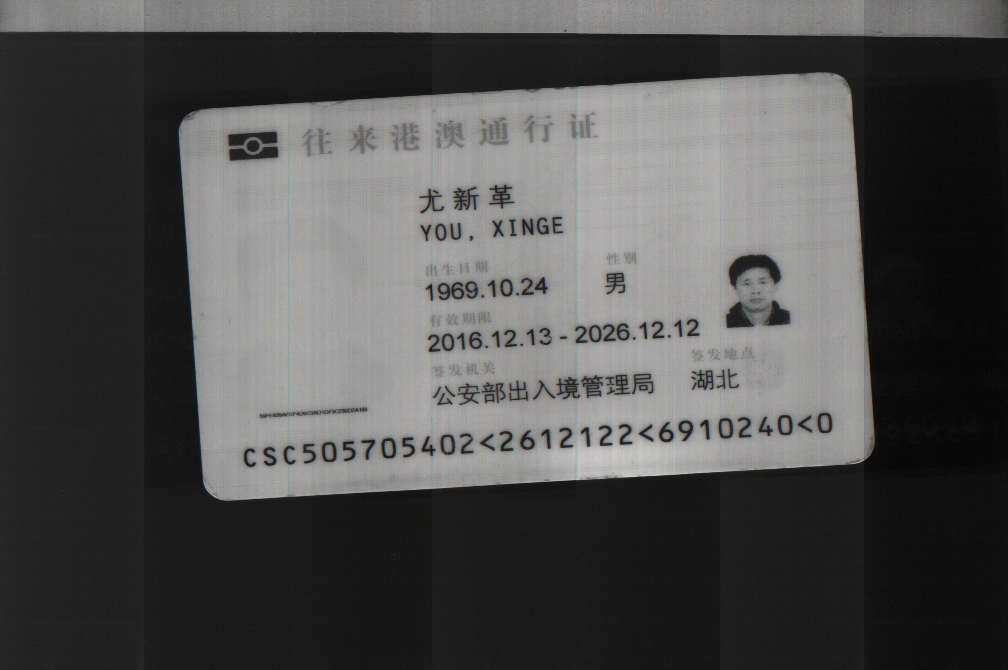 往来港澳通行证
尤新革
YOU, XINGE
出生日期 性别
1969.10.24 男
有效期限
2016.12.13 - 2026.12.12
签发机关 签发地点
公安部出入境管理局 湖北
CSC505705402<2612122<6910240<0